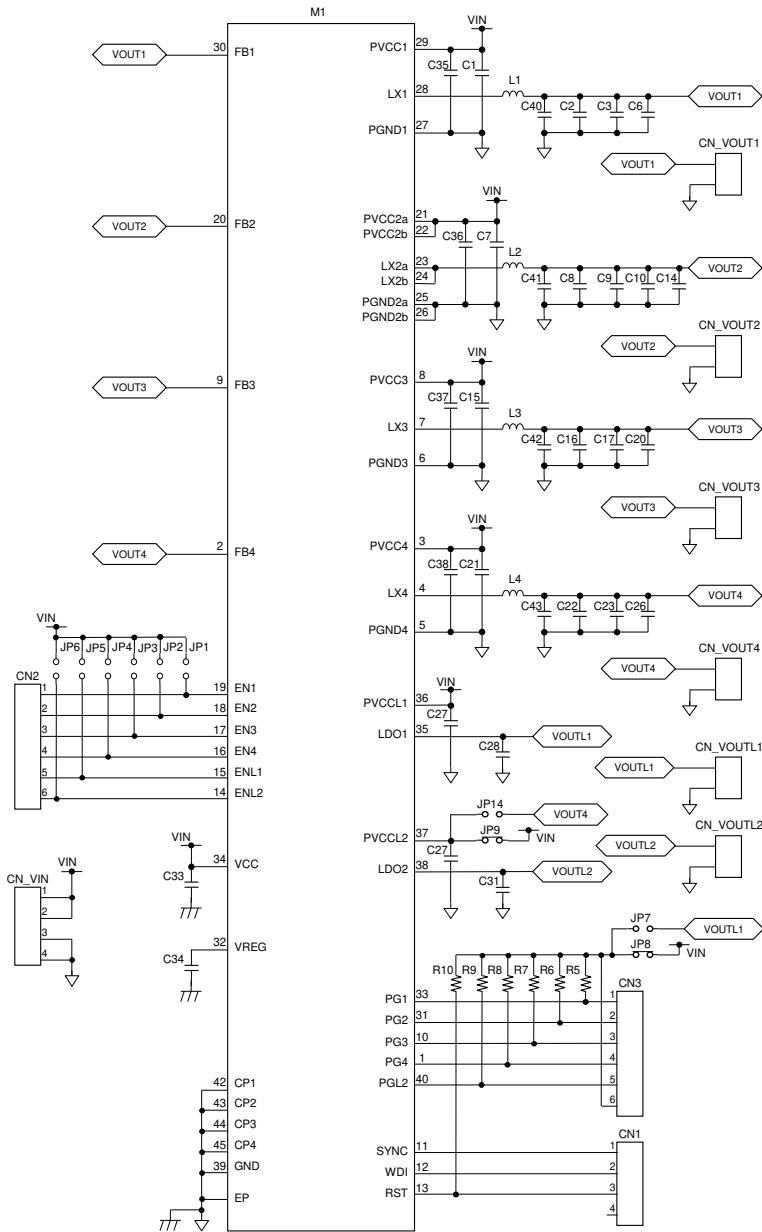 M1
VOUT1
30 FB1
VOUT2
20 FB2
VOUT3
9 FB3
VOUT4
2 FB4
VIN
JP6 JP5 JP4 JP3 JP2 JP1
CN2
1 19 EN1
2 18 EN2
3 17 EN3
4 16 EN4
5 15 ENL1
6 14 ENL2
VIN
34 VCC
C33
CN_VIN
VIN
1
2
3
4
32 VREG
C34
42 CP1
43 CP2
44 CP3
45 CP4
39 GND
EP
VIN
PVCC1 29
C35 C1
LX1 28
L1
C40 C2 C3 C6
VOUT1
PGND1 27
CN_VOUT1
VOUT1
VIN
PVCC2a 21
PVCC2b 22
C36 C7
LX2a 23
LX2b 24
L2
C41 C8 C9 C10 C14
VOUT2
PGND2a 25
PGND2b 26
CN_VOUT2
VOUT2
VIN
PVCC3 8
C37 C15
LX3 7
L3
C42 C16 C17 C20
VOUT3
PGND3 6
CN_VOUT3
VOUT3
VIN
PVCC4 3
C38 C21
LX4 4
L4
C43 C22 C23 C26
VOUT4
PGND4 5
CN_VOUT4
VOUT4
VIN
PVCCL1 36
C27
LDO1 35
C28
VOUTL1
CN_VOUTL1
VOUTL1
JP14
VOUT4
PVCCL2 37
JP9
VIN
C27
LDO2 38
C31
VOUTL2
CN_VOUTL2
VOUTL2
JP7
VOUTL1
JP8
VIN
R10 R9 R8 R7 R6 R5
CN3
PG1 33 1
PG2 31 2
PG3 10 3
PG4 1 4
PGL2 40 5
6
CN1
SYNC 11 1
WDI 12 2
RST 13 3
4